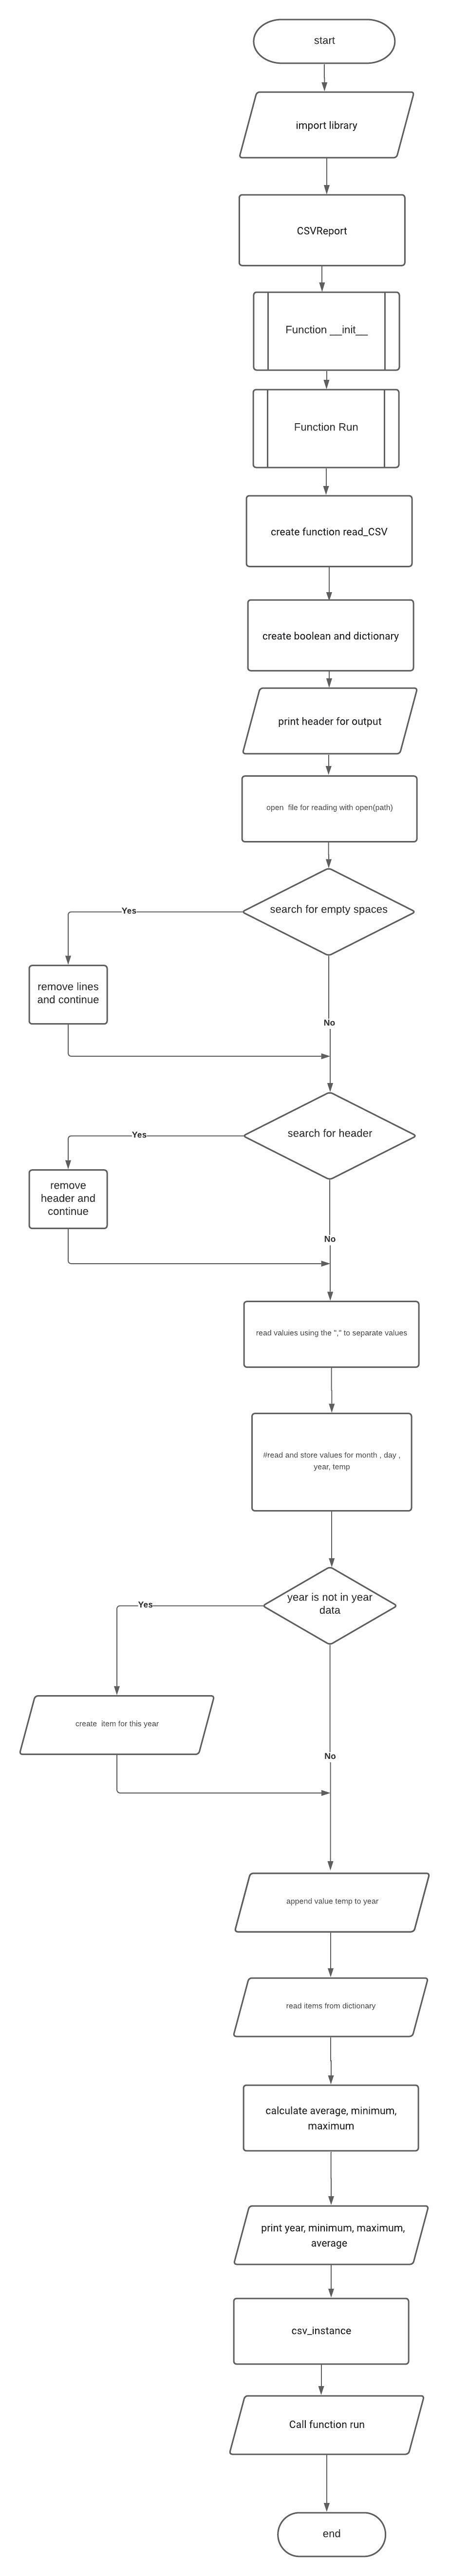 start
import library
CSVReport
Function __init__
Function Run
create function read_CSV
create boolean and dictionary
print header for output
open  file for reading with open(path)
search for empty spaces
Yes
remove lines
and continue
No
search for header
Yes
remove
header and
continue
No
read valuies using the "," to separate values
#read and store values for month , day ,
year, temp
year is not in year
data
Yes
create  item for this year
No
append value temp to year
read items from dictionary
calculate average, minimum,
maximum
print year, minimum, maximum,
average
csv_instance
Call function run
end